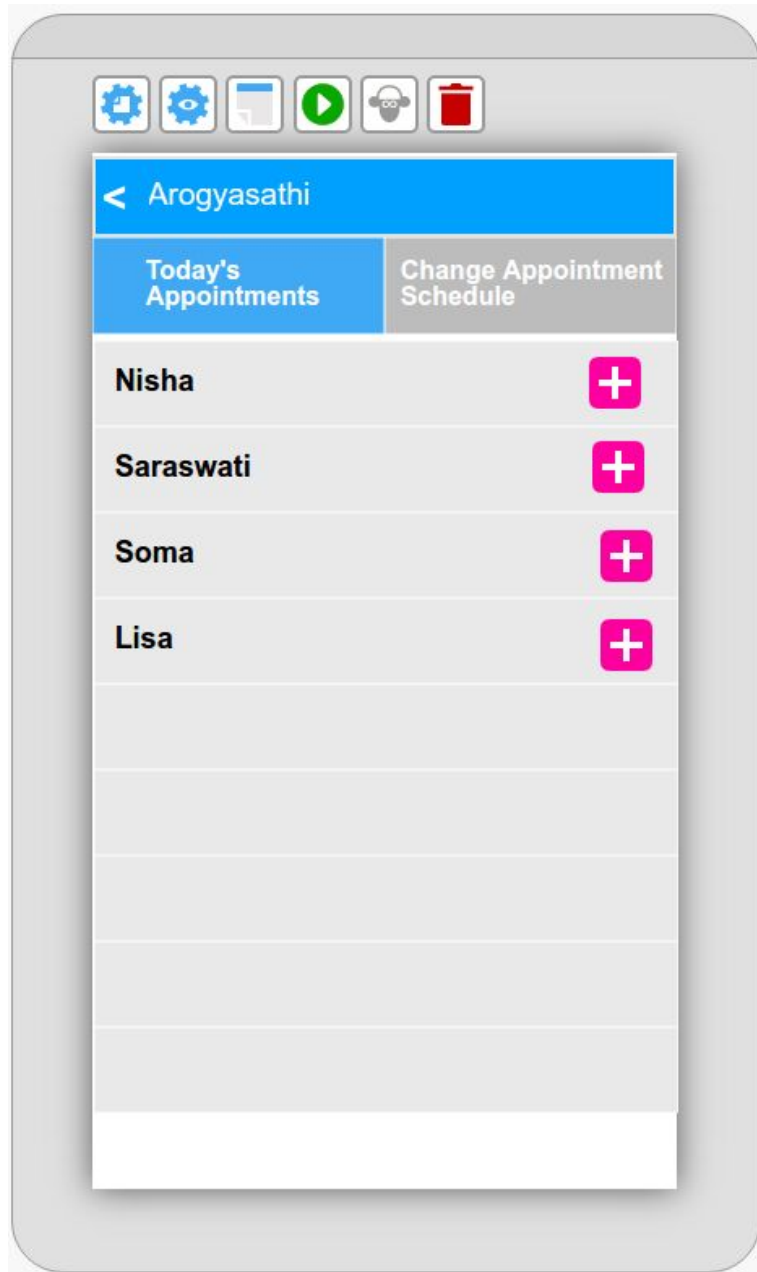 < Arogyasathi
Today's
Appointments
Change Appointment
Schedule
Nisha
Saraswati
Soma
Lisa